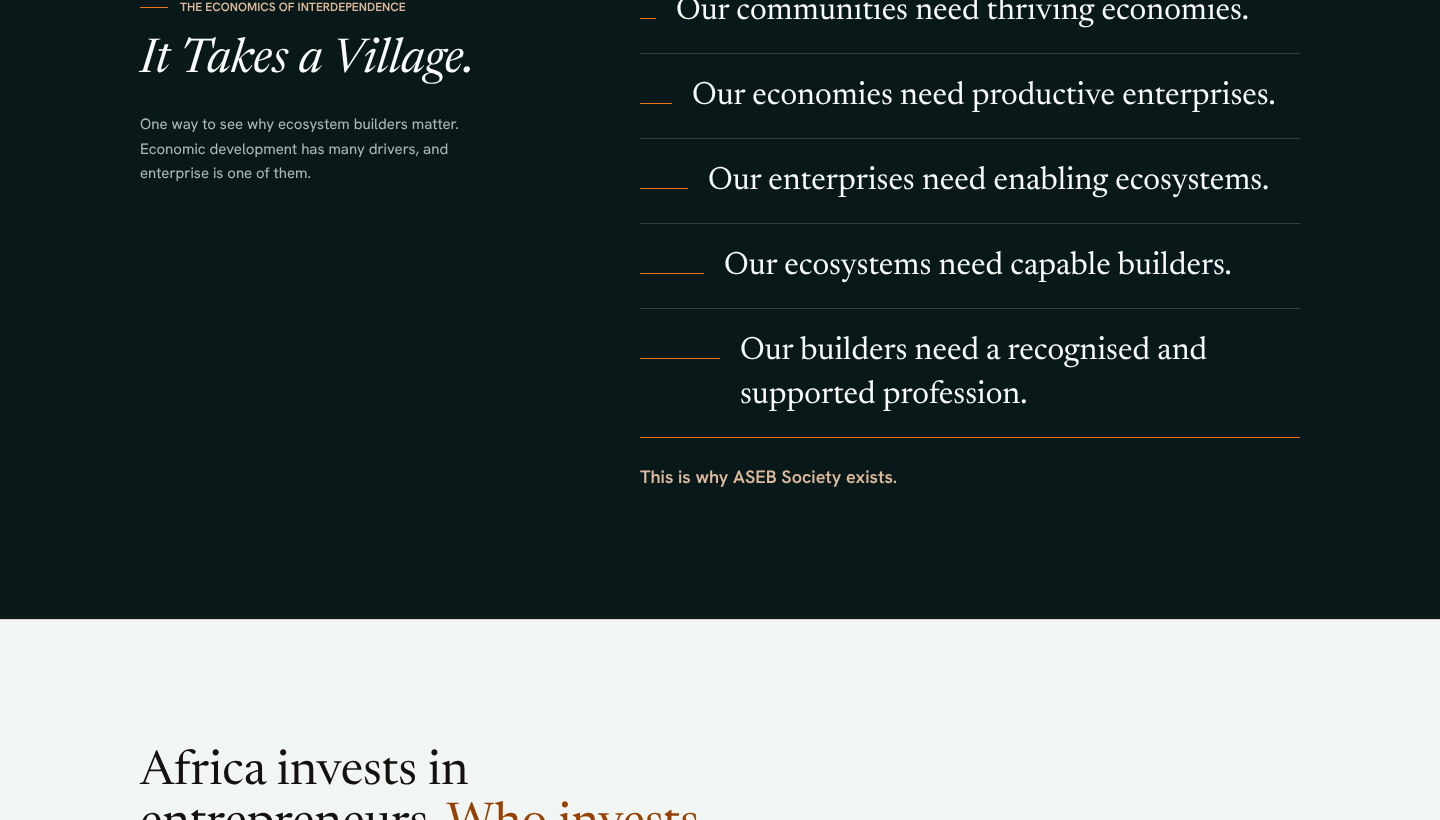 THE ECONOMICS OF INTERDEPENDENCE
It Takes a Village.
One way to see why ecosystem builders matter.
Economic development has many drivers, and
enterprise is one of them.
Our communities need thriving economies.
Our economies need productive enterprises.
Our enterprises need enabling ecosystems.
Our ecosystems need capable builders.
Our builders need a recognised and
supported profession.
This is why ASEB Society exists.
Africa invests in
entrepreneurs. Who invests